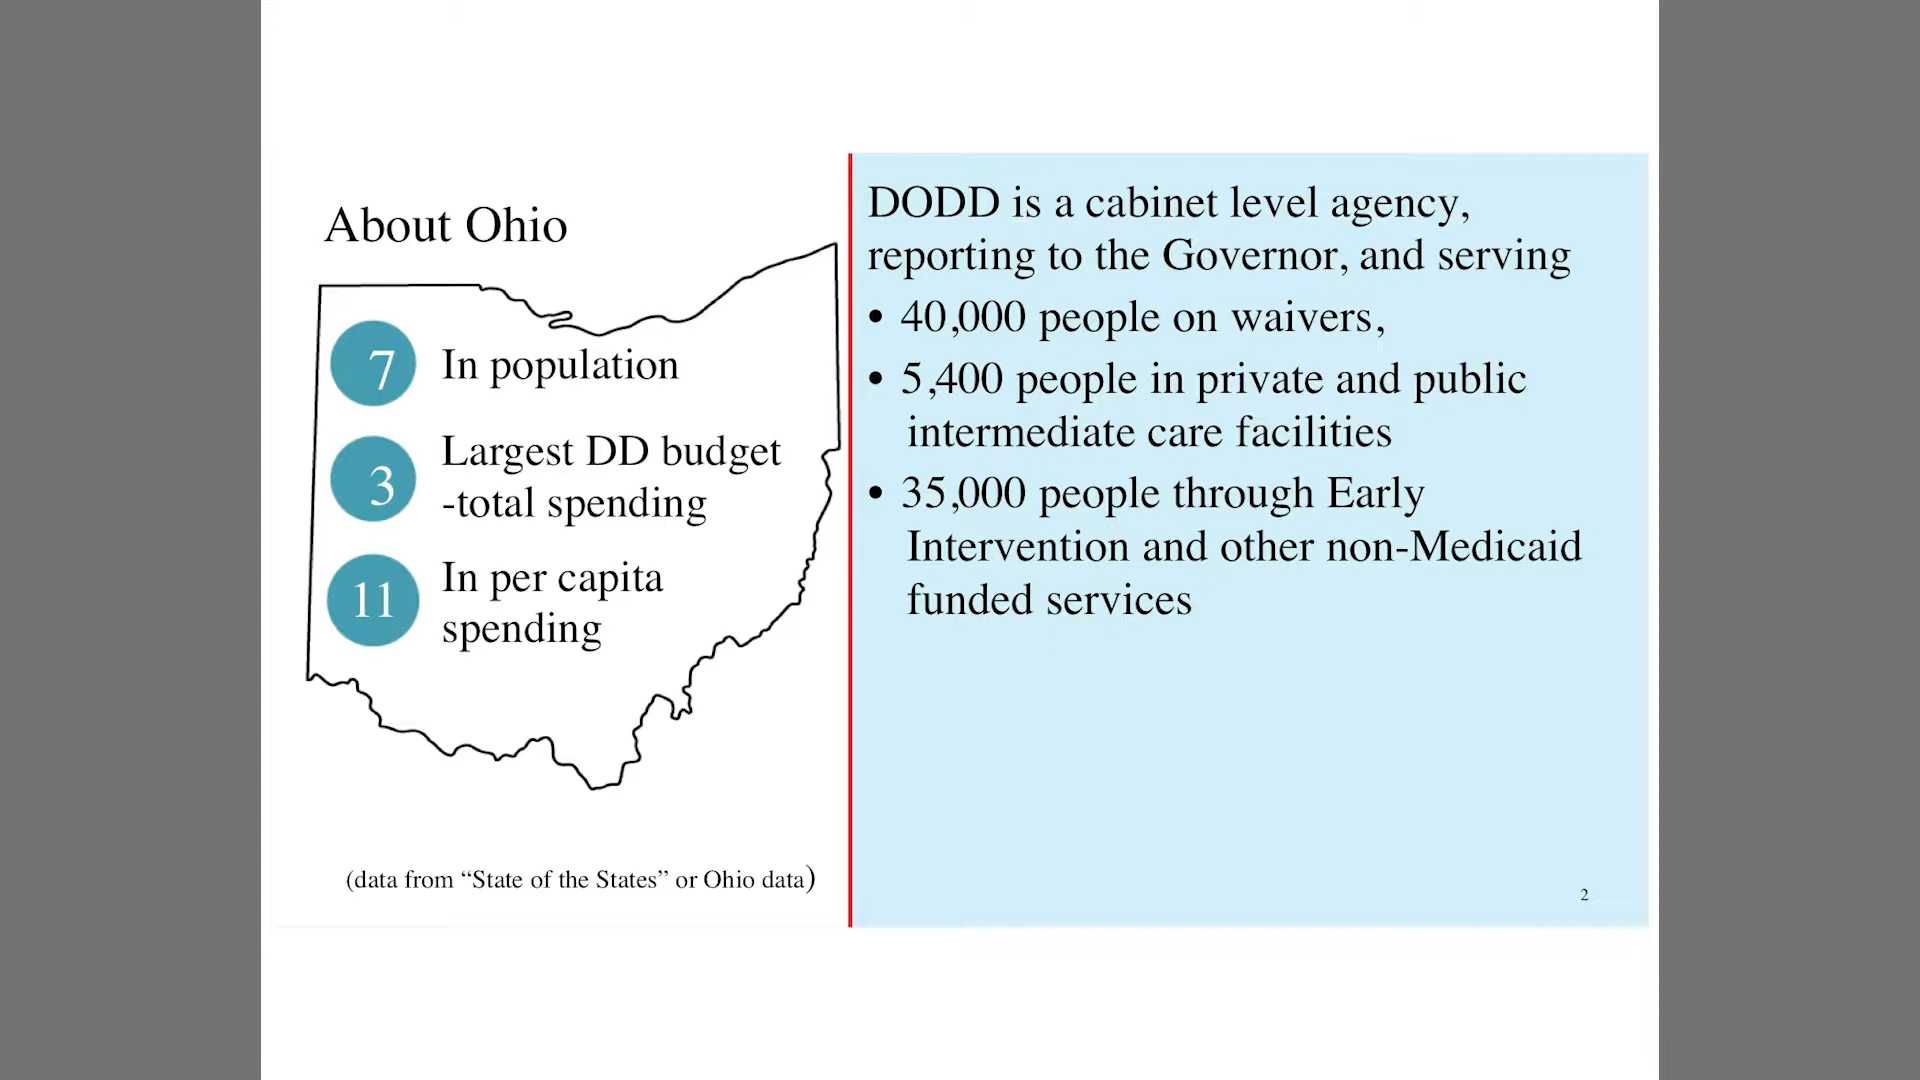 About Ohio
7
In population
3
Largest DD budget
-total spending
11
In per capita
spending
(data from “State of the States” or Ohio data)
DODD is a cabinet level agency,
reporting to the Governor, and serving
• 40,000 people on waivers,
• 5,400 people in private and public
intermediate care facilities
• 35,000 people through Early
Intervention and other non-Medicaid
funded services
2